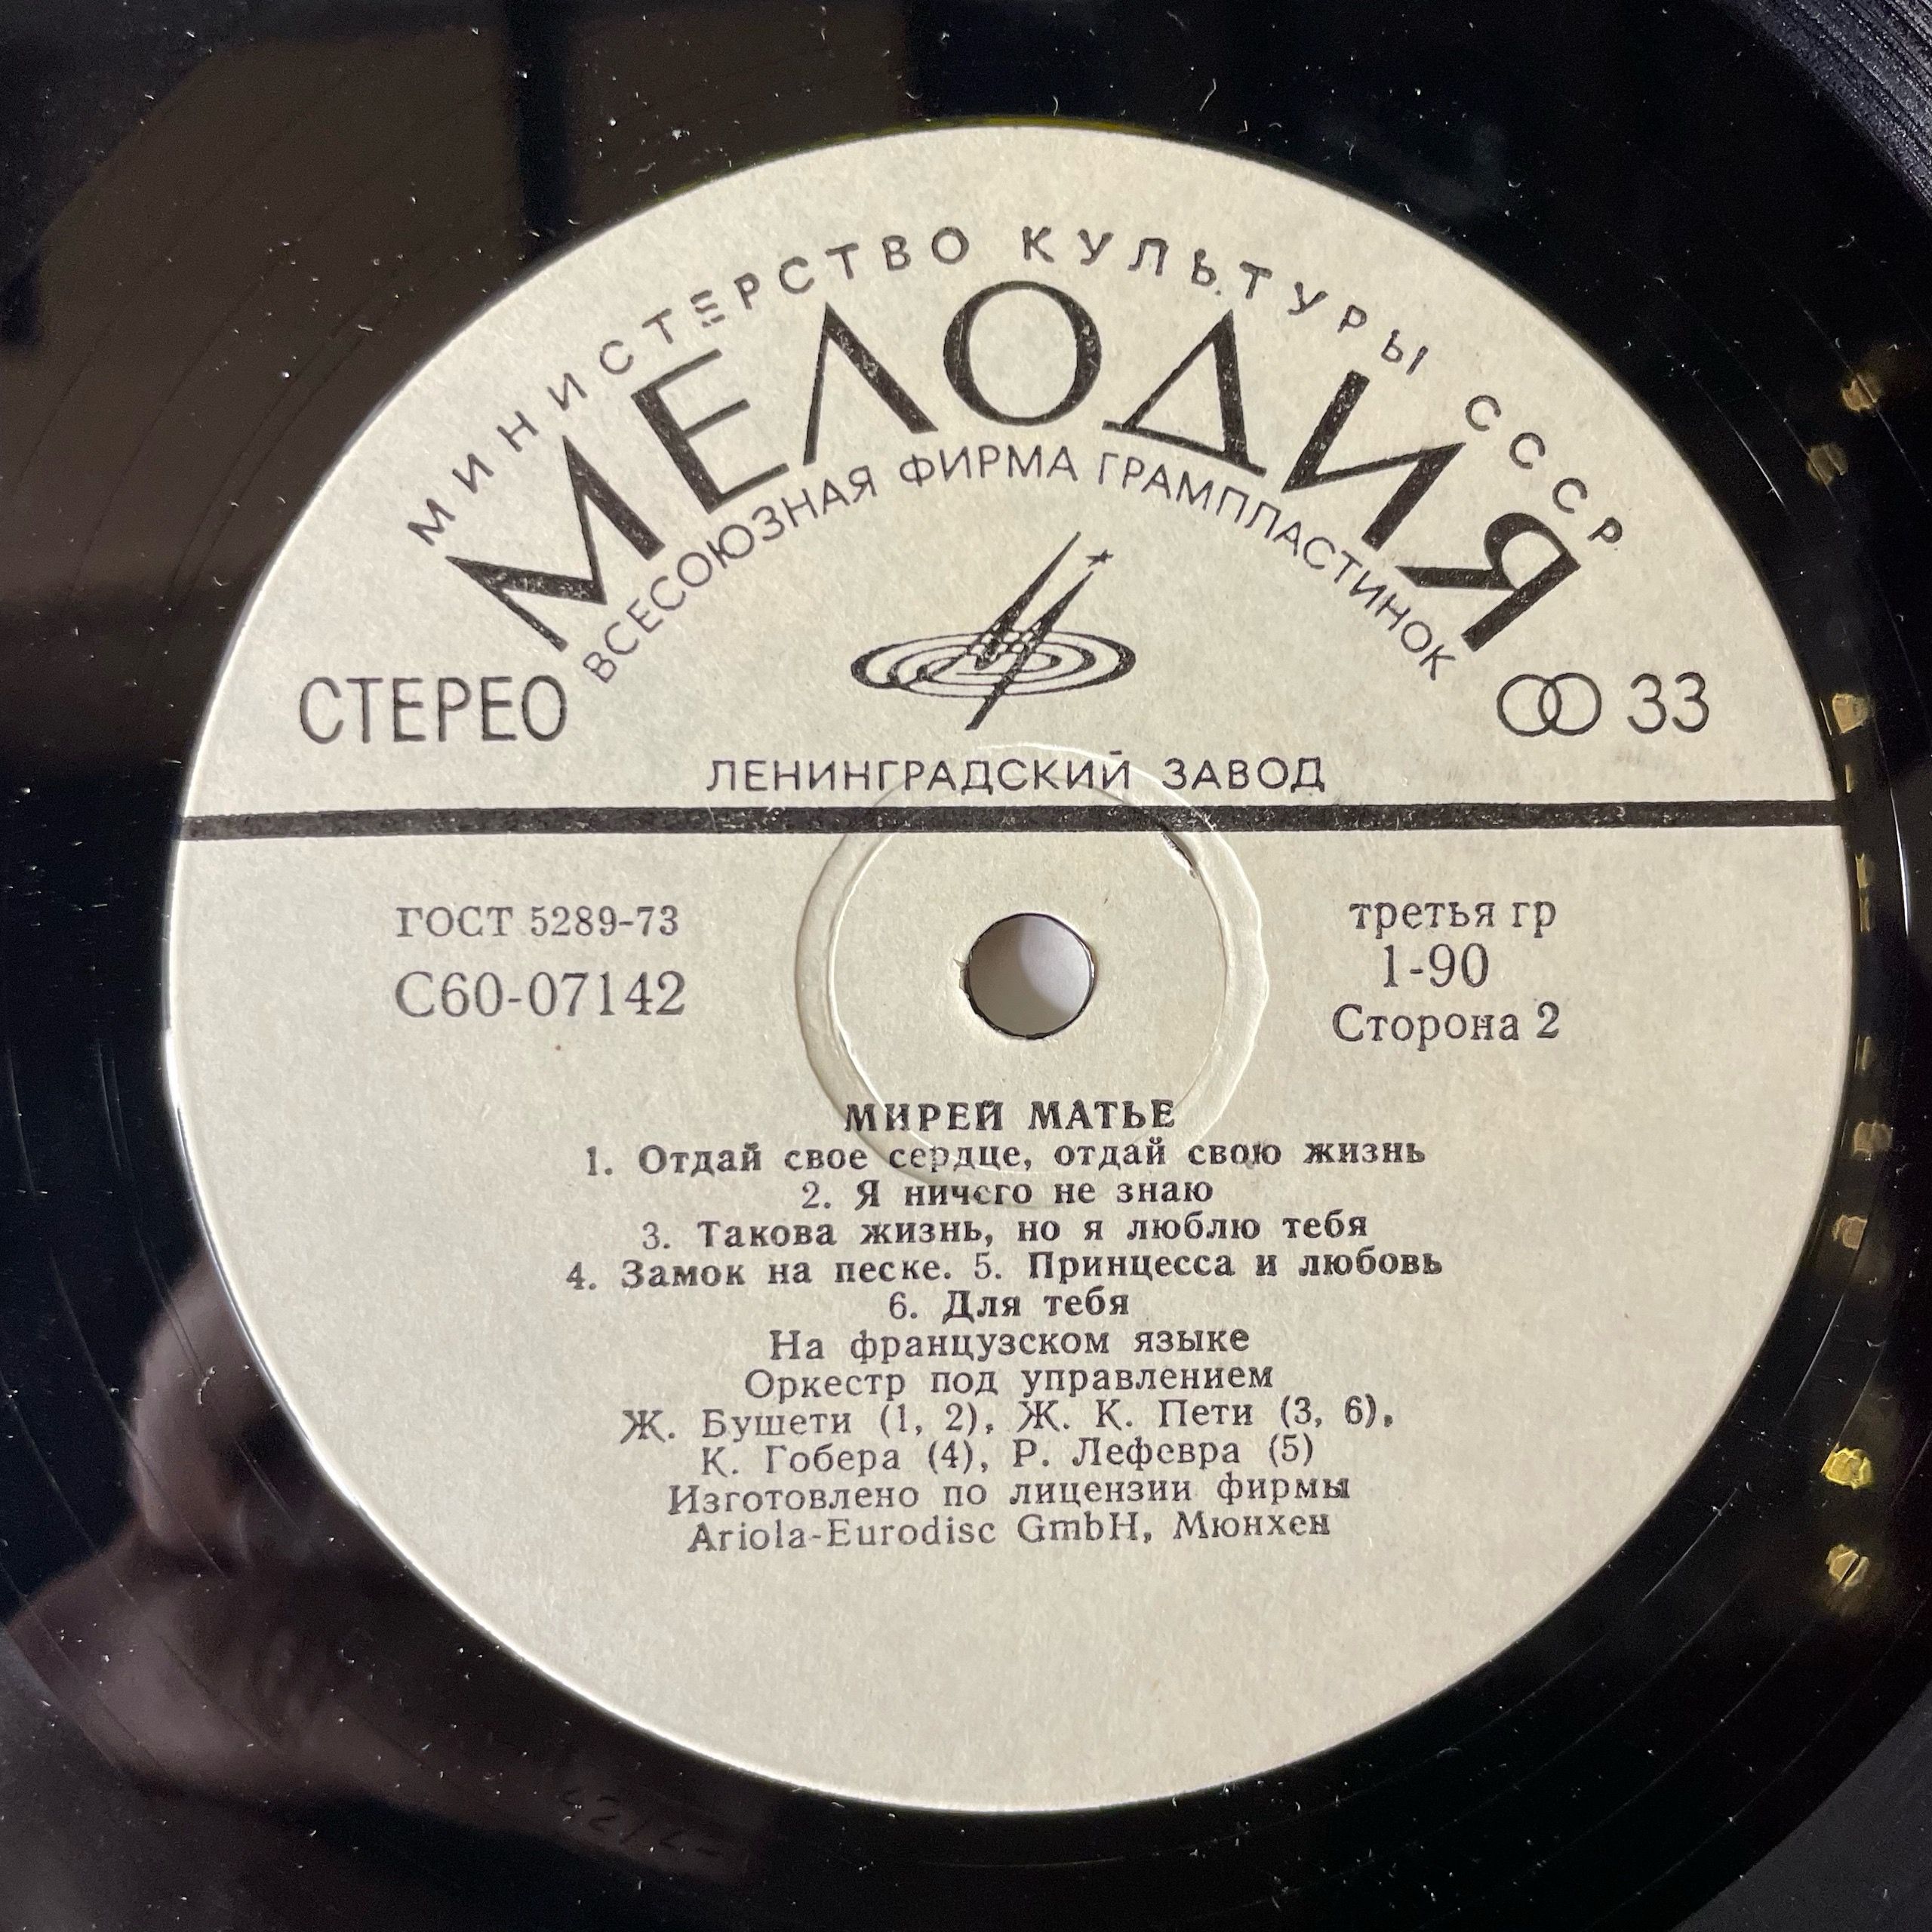 МИНИСТЕРСТВО КУЛЬТУРЫ СССР
МЕЛОДИЯ
ВСЕСОЮЗНАЯ ФИРМА ГРАМПЛАСТИНОК
СТЕРЕО
33
ЛЕНИНГРАДСКИЙ ЗАВОД
ГОСТ 5289-73
С60-07142
третья гр
1-90
Сторона 2
МИРЕЙ МАТЬЕ
1. Отдай свое сердце, отдай свою жизнь
2. Я ничего не знаю
3. Такова жизнь, но я люблю тебя
4. Замок на песке. 5. Принцесса и любовь
6. Для тебя
На французском языке
Оркестр под управлением
Ж. Бушети (1, 2), Ж. К. Пети (3, 6),
К. Гобера (4), Р. Лефевра (5)
Изготовлено по лицензии фирмы
Ariola-Eurodisc GmbH, Мюнхен